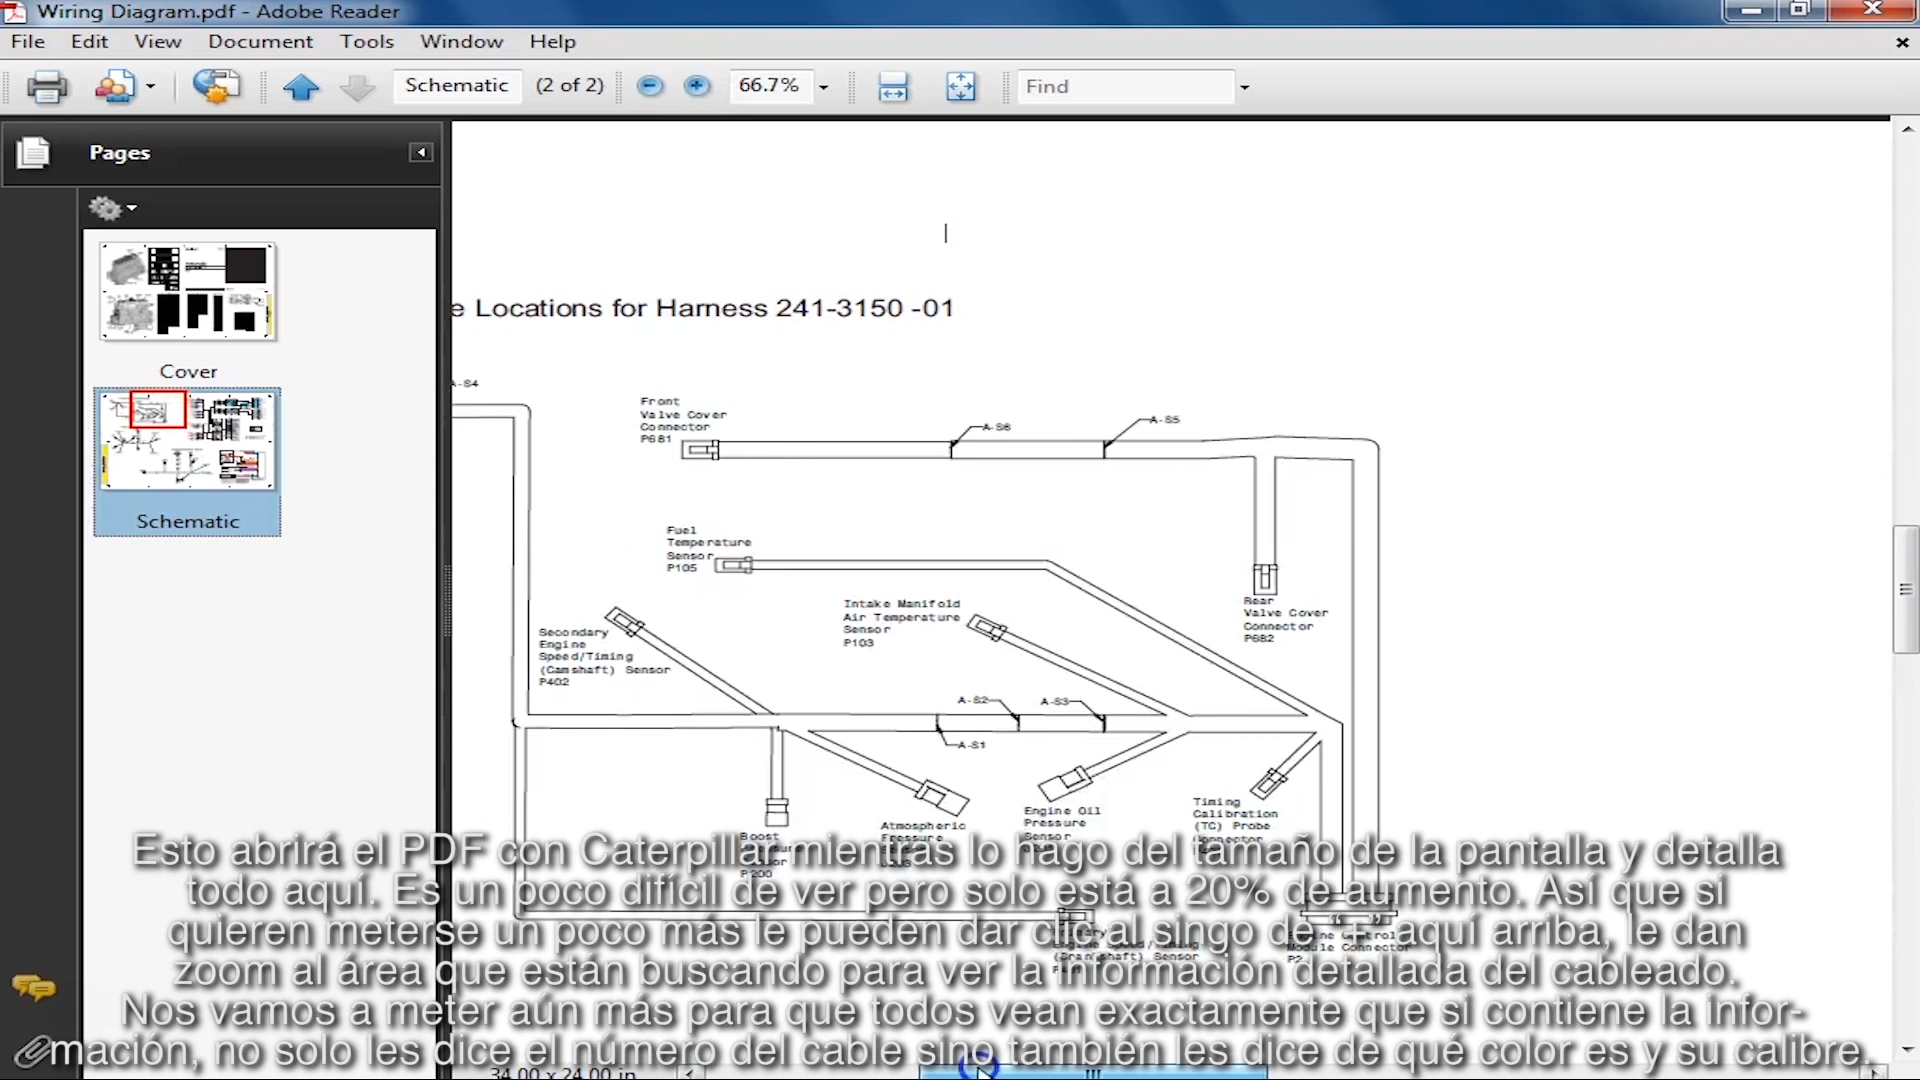 Wiring Diagram.pdf - Adobe Reader
File Edit View Document Tools Window Help
Schematic (2 of 2) 66.7% Find
Pages
Cover
Schematic
e Locations for Harness 241-3150 -01
A-S4
Front
Valve Cover
Connector
P681
A-S6
A-S5
Fuel
Temperature
Sensor
P105
Intake Manifold
Air Temperature
Sensor
P103
Rear
Valve Cover
Connector
P682
Secondary
Engine
Speed/Timing
(Camshaft) Sensor
P402
A-S2
A-S3
A-S1
Boost
Atmospheric
Engine Oil
Pressure
Sensor
Timing
Calibration
(TC) Probe
Esto abrirá el PDF con Caterpillar mientras lo hago del tamaño de la pantalla y detalla
todo aquí. Es un poco difícil de ver pero solo está a 20% de aumento. Así que si
quieren meterse un poco más le pueden dar clic al singo de + aquí arriba, le dan
zoom al área que están buscando para ver la información detallada del cableado.
Nos vamos a meter aún más para que todos vean exactamente que si contiene la infor-
mación, no solo les dice el número del cable sino también les dice de qué color es y su calibre.
34.00 x 24.00 in